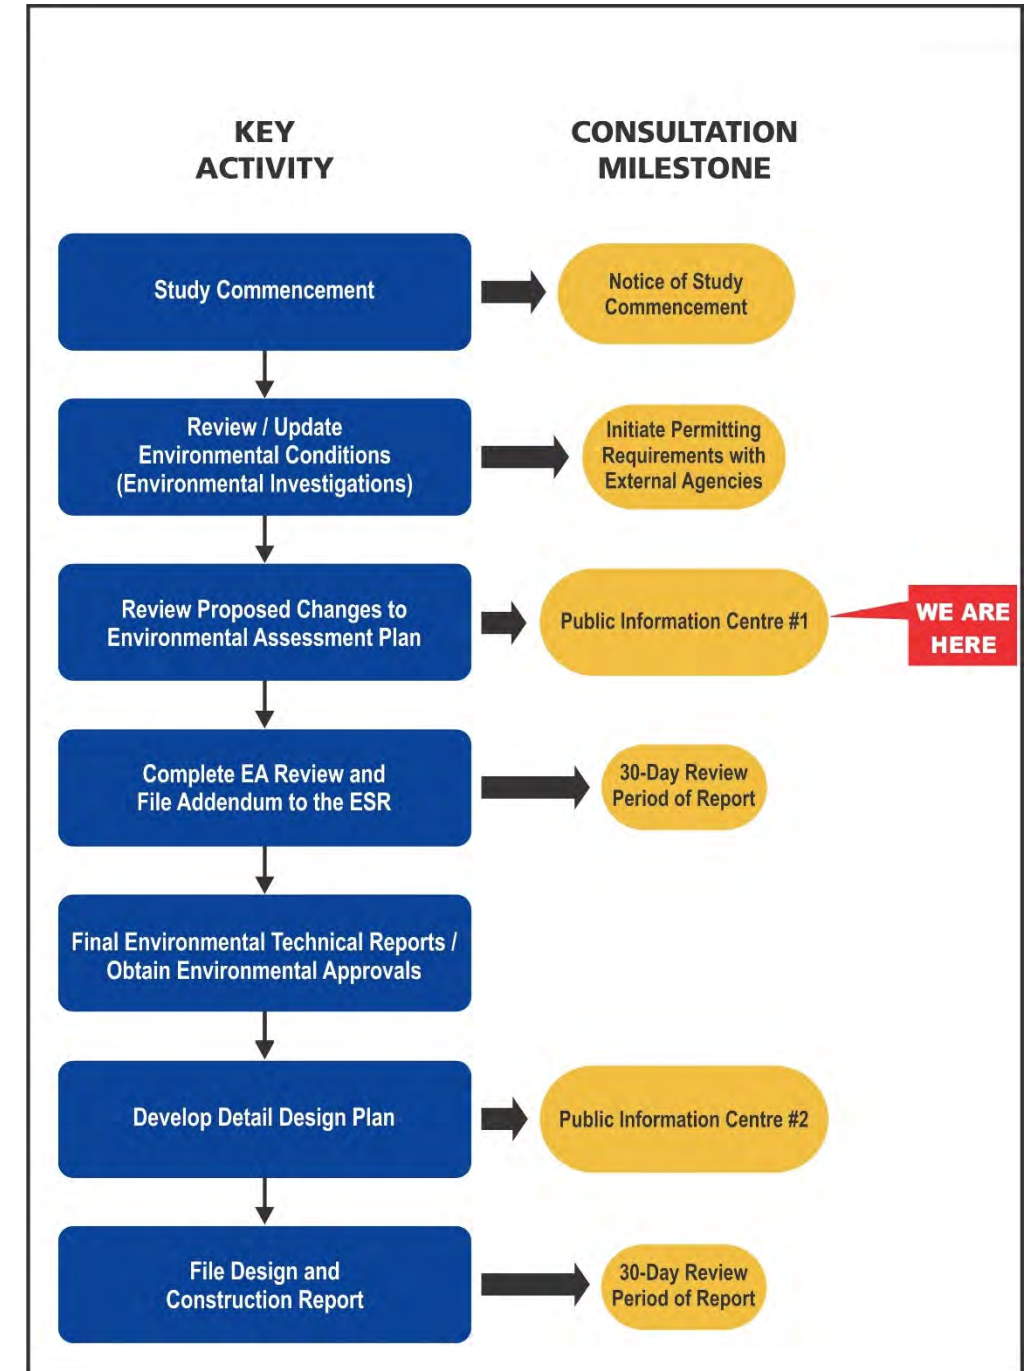 KEY
ACTIVITY
CONSULTATION
MILESTONE
Study Commencement
Notice of Study
Commencement
Review / Update
Environmental Conditions
(Environmental Investigations)
Initiate Permitting
Requirements with
External Agencies
Review Proposed Changes to
Environmental Assessment Plan
Public Information Centre #1
WE ARE
HERE
Complete EA Review and
File Addendum to the ESR
30-Day Review
Period of Report
Final Environmental Technical Reports /
Obtain Environmental Approvals
Develop Detail Design Plan
Public Information Centre #2
File Design and
Construction Report
30-Day Review
Period of Report